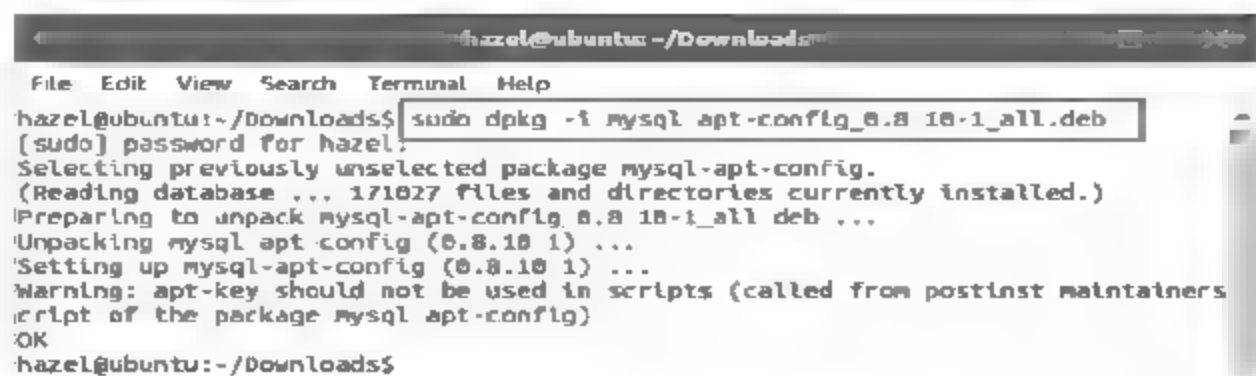 hazel@ubuntu: ~/Downloads
File Edit View Search Terminal Help
hazel@ubuntu:~/Downloads$ sudo dpkg -i mysql apt-config_0.8 10-1_all.deb
[sudo] password for hazel:
Selecting previously unselected package mysql-apt-config.
(Reading database ... 171027 files and directories currently installed.)
Preparing to unpack mysql-apt-config_0.8 10-1_all deb ...
Unpacking mysql apt config (0.8.10 1) ...
Setting up mysql-apt-config (0.8.10 1) ...
Warning: apt-key should not be used in scripts (called from postinst maintainers
cript of the package mysql apt-config)
OK
hazel@ubuntu:~/Downloads$